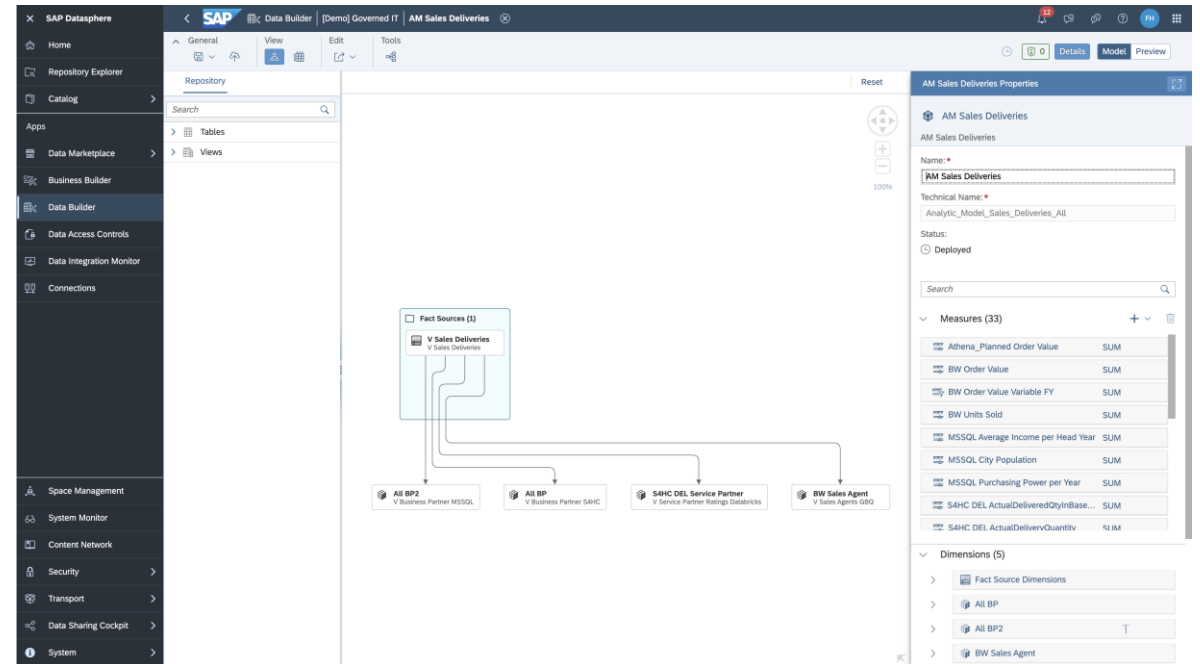 SAP Datasphere
Home
Repository Explorer
Catalog
Apps
Data Marketplace
Business Builder
Data Builder
Data Access Controls
Data Integration Monitor
Connections
Space Management
System Monitor
Content Network
Security
Transport
Data Sharing Cockpit
System
SAP Data Builder [Demo] Governed IT AM Sales Deliveries
12
FH
General View Edit Tools
0 Details Model Preview
Repository
Reset
Search
Tables
Views
100%
Fact Sources (1)
V Sales Deliveries
V Sales Deliveries
All BP2
V Business Partner MSSQL
All BP
V Business Partner S4HC
S4HC DEL Service Partner
V Service Partner Ratings Databricks
BW Sales Agent
V Sales Agents GBQ
AM Sales Deliveries Properties
AM Sales Deliveries
AM Sales Deliveries
Name:*
AM Sales Deliveries
Technical Name:*
Analytic_Model_Sales_Deliveries_All
Status:
Deployed
Search
Measures (33)
Athena_Planned Order Value SUM
BW Order Value SUM
BW Order Value Variable FY SUM
BW Units Sold SUM
MSSQL Average Income per Head Year SUM
MSSQL City Population SUM
MSSQL Purchasing Power per Year SUM
S4HC DEL ActualDeliveredQtyInBase... SUM
S4HC DEL ActualDeliveryQuantity SUM
Dimensions (5)
Fact Source Dimensions
All BP
All BP2
BW Sales Agent